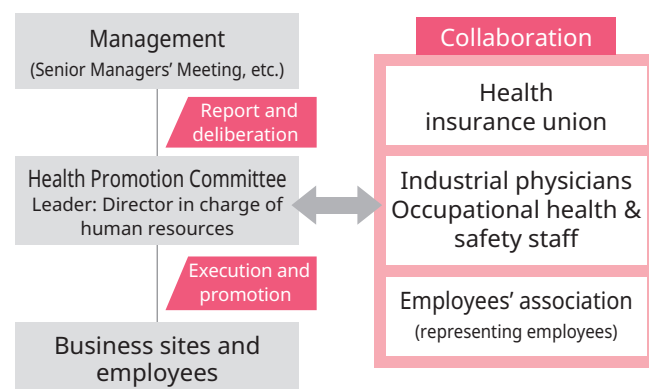 Management
(Senior Managers’ Meeting, etc.)
Report and
deliberation
Health Promotion Committee
Leader: Director in charge of
human resources
Execution and
promotion
Business sites and
employees
Collaboration
Health
insurance union
Industrial physicians
Occupational health &
safety staff
Employees’ association
(representing employees)